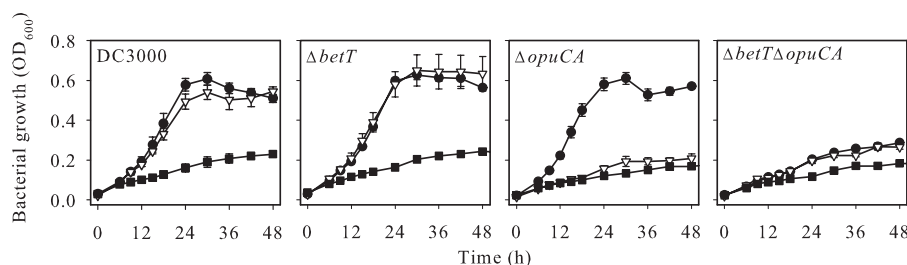 Bacterial growth (OD600)
0.8
0.6
0.4
0.2
0.0
DC3000
ΔbetT
ΔopuCA
ΔbetTΔopuCA
0 12 24 36 48 0 12 24 36 48 0 12 24 36 48 0 12 24 36 48
Time (h)